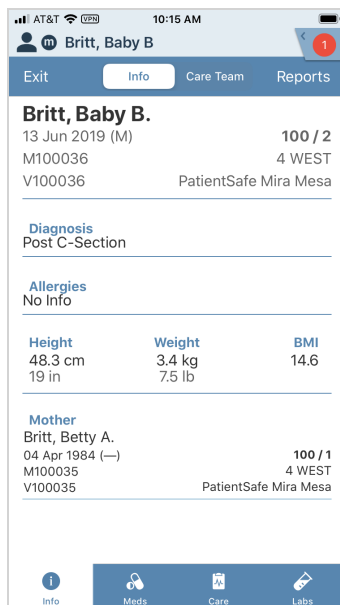 AT&T VPN 10:15 AM
m Britt, Baby B 1
Exit Info Care Team Reports
Britt, Baby B.
13 Jun 2019 (M) 100 / 2
M100036 4 WEST
V100036 PatientSafe Mira Mesa
Diagnosis
Post C-Section
Allergies
No Info
Height Weight BMI
48.3 cm 3.4 kg 14.6
19 in 7.5 lb
Mother
Britt, Betty A.
04 Apr 1984 (—) 100 / 1
M100035 4 WEST
V100035 PatientSafe Mira Mesa
Info Meds Care Labs